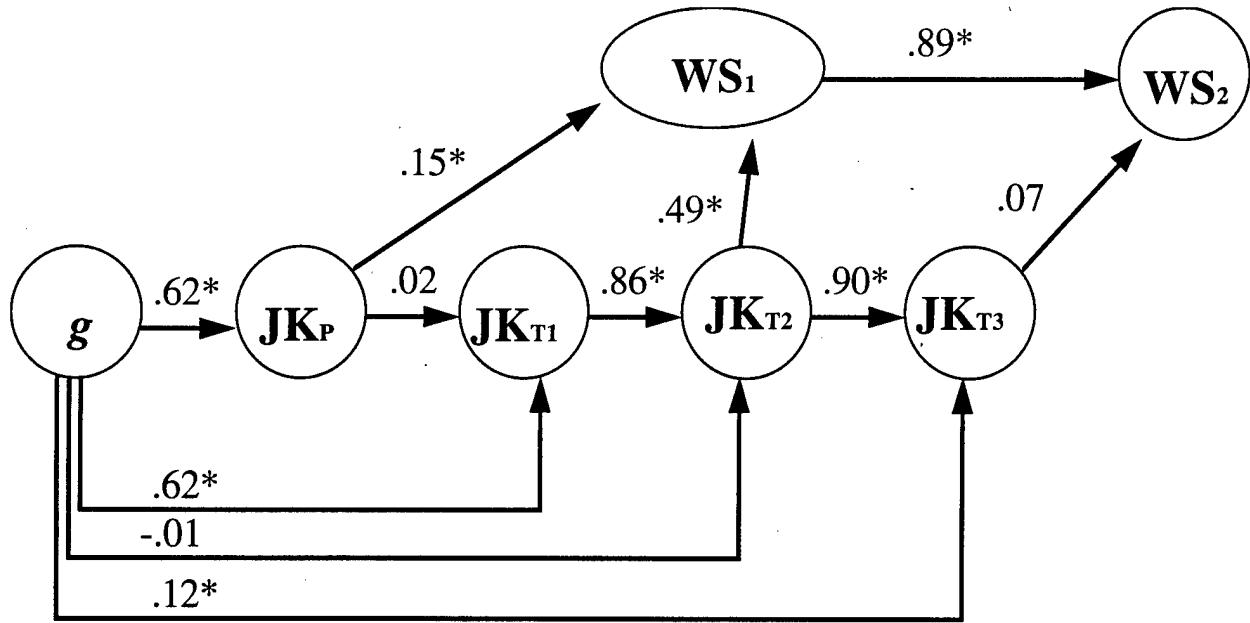 .89*
WS1
WS2
.15*
.49*
.07
.62*
.02
.86*
.90*
g
JKP
JKT1
JKT2
JKT3
.62*
-.01
.12*